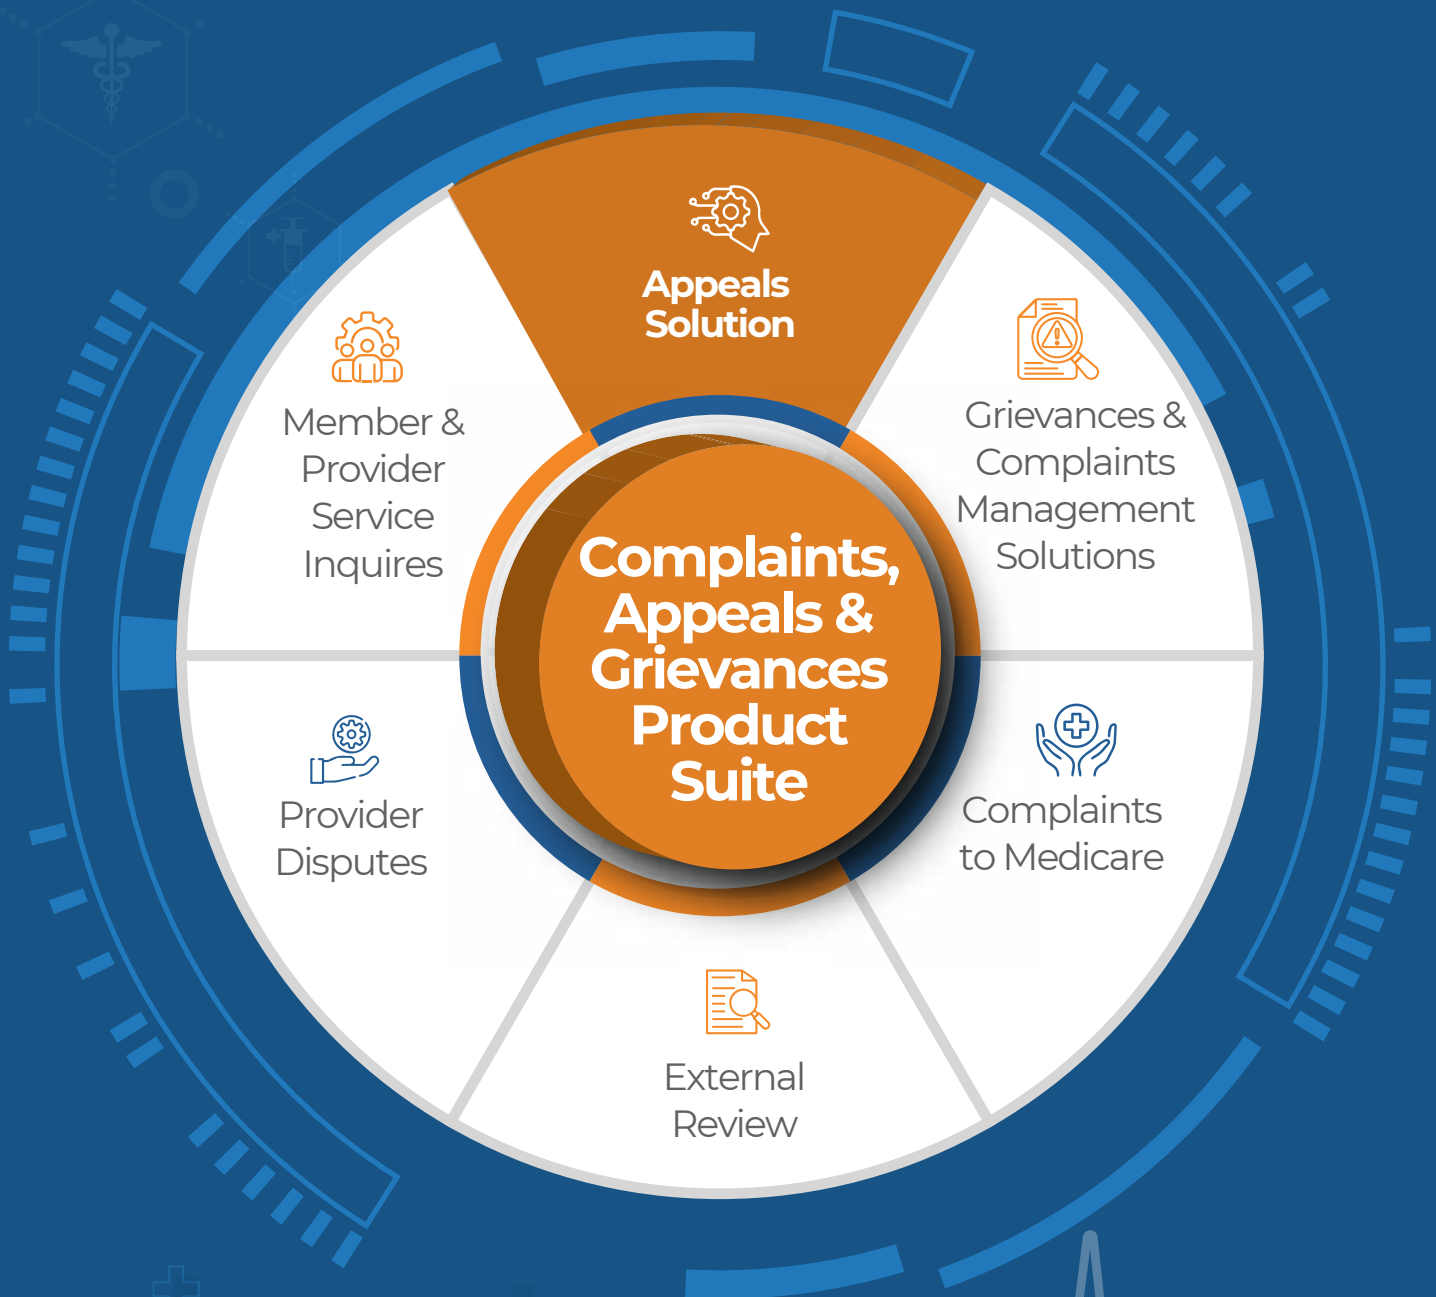 Appeals
Solution
Grievances &
Complaints
Management
Solutions
Complaints
to Medicare
External
Review
Provider
Disputes
Member &
Provider
Service
Inquires
Complaints,
Appeals &
Grievances
Product
Suite